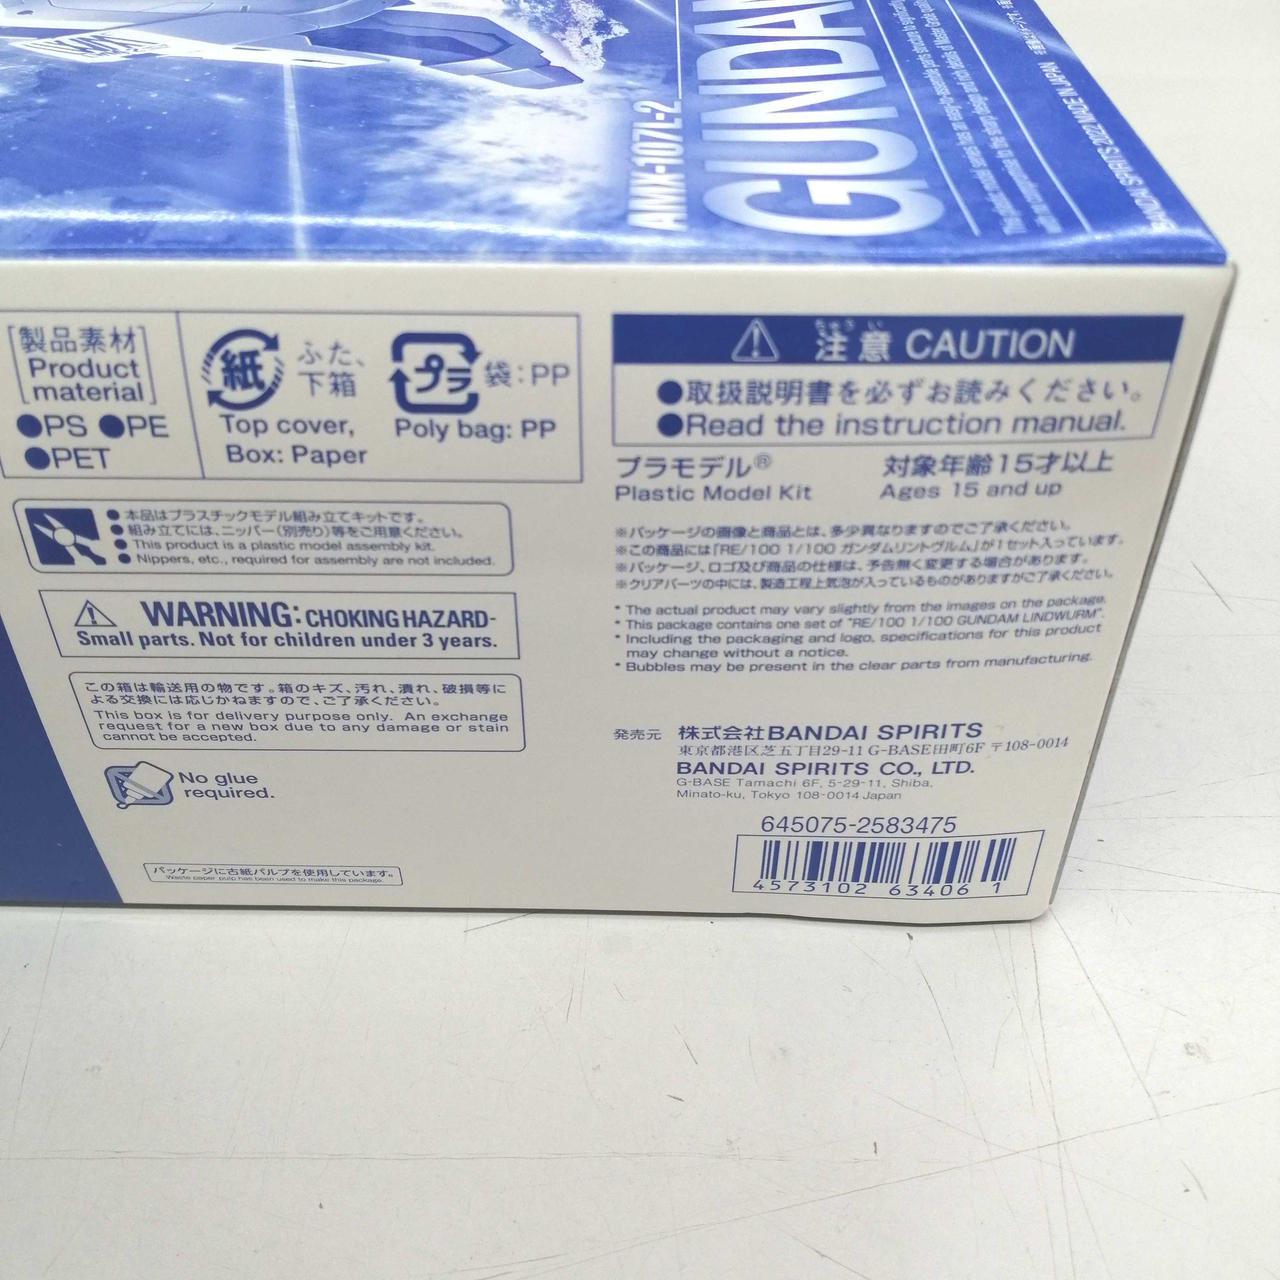 AMX-107L-2
GUNDAM
BANDAI SPIRITS 2022 MADE IN JAPAN
[製品素材]
Product
material
●PS ●PE
●PET
紙
ふた、
下箱
Top cover,
Box: Paper
プラ
袋:PP
Poly bag: PP
注意 CAUTION
ちゅう い
●取扱説明書を必ずお読みください。
●Read the instruction manual.
プラモデル®
Plastic Model Kit
対象年齢15才以上
Ages 15 and up
●本品はプラスチックモデル組み立てキットです。
●組み立てには、ニッパー(別売り)等をご用意ください。
●This product is a plastic model assembly kit.
●Nippers, etc., required for assembly are not included.
WARNING: CHOKING HAZARD-
Small parts. Not for children under 3 years.
この箱は輸送用の物です。箱のキズ、汚れ、潰れ、破損等に
よる交換には応じかねますので、ご了承ください。
This box is for delivery purpose only. An exchange
request for a new box due to any damage or stain
cannot be accepted.
No glue
required.
パッケージに古紙パルプを使用しています。
Waste paper pulp has been used to make this package.
※パッケージの画像と商品とは、多少異なりますのでご了承ください。
※この商品には「RE/100 1/100 ガンダムリントヴルム」が1セット入っています。
※パッケージ、ロゴ及び商品の仕様は、予告無く変更する場合があります。
※クリアパーツの中には、製造工程上気泡が入っているものがありますがご了承ください。
* The actual product may vary slightly from the images on the package.
* This package contains one set of "RE/100 1/100 GUNDAM LINDWURM".
* Including the packaging and logo, specifications for this product
may change without a notice.
* Bubbles may be present in the clear parts from manufacturing.
発売元 株式会社BANDAI SPIRITS
東京都港区芝五丁目29-11 G-BASE田町6F 〒108-0014
BANDAI SPIRITS CO., LTD.
G-BASE Tamachi 6F, 5-29-11, Shiba,
Minato-ku, Tokyo 108-0014 Japan
645075-2583475
4573102 63406 1